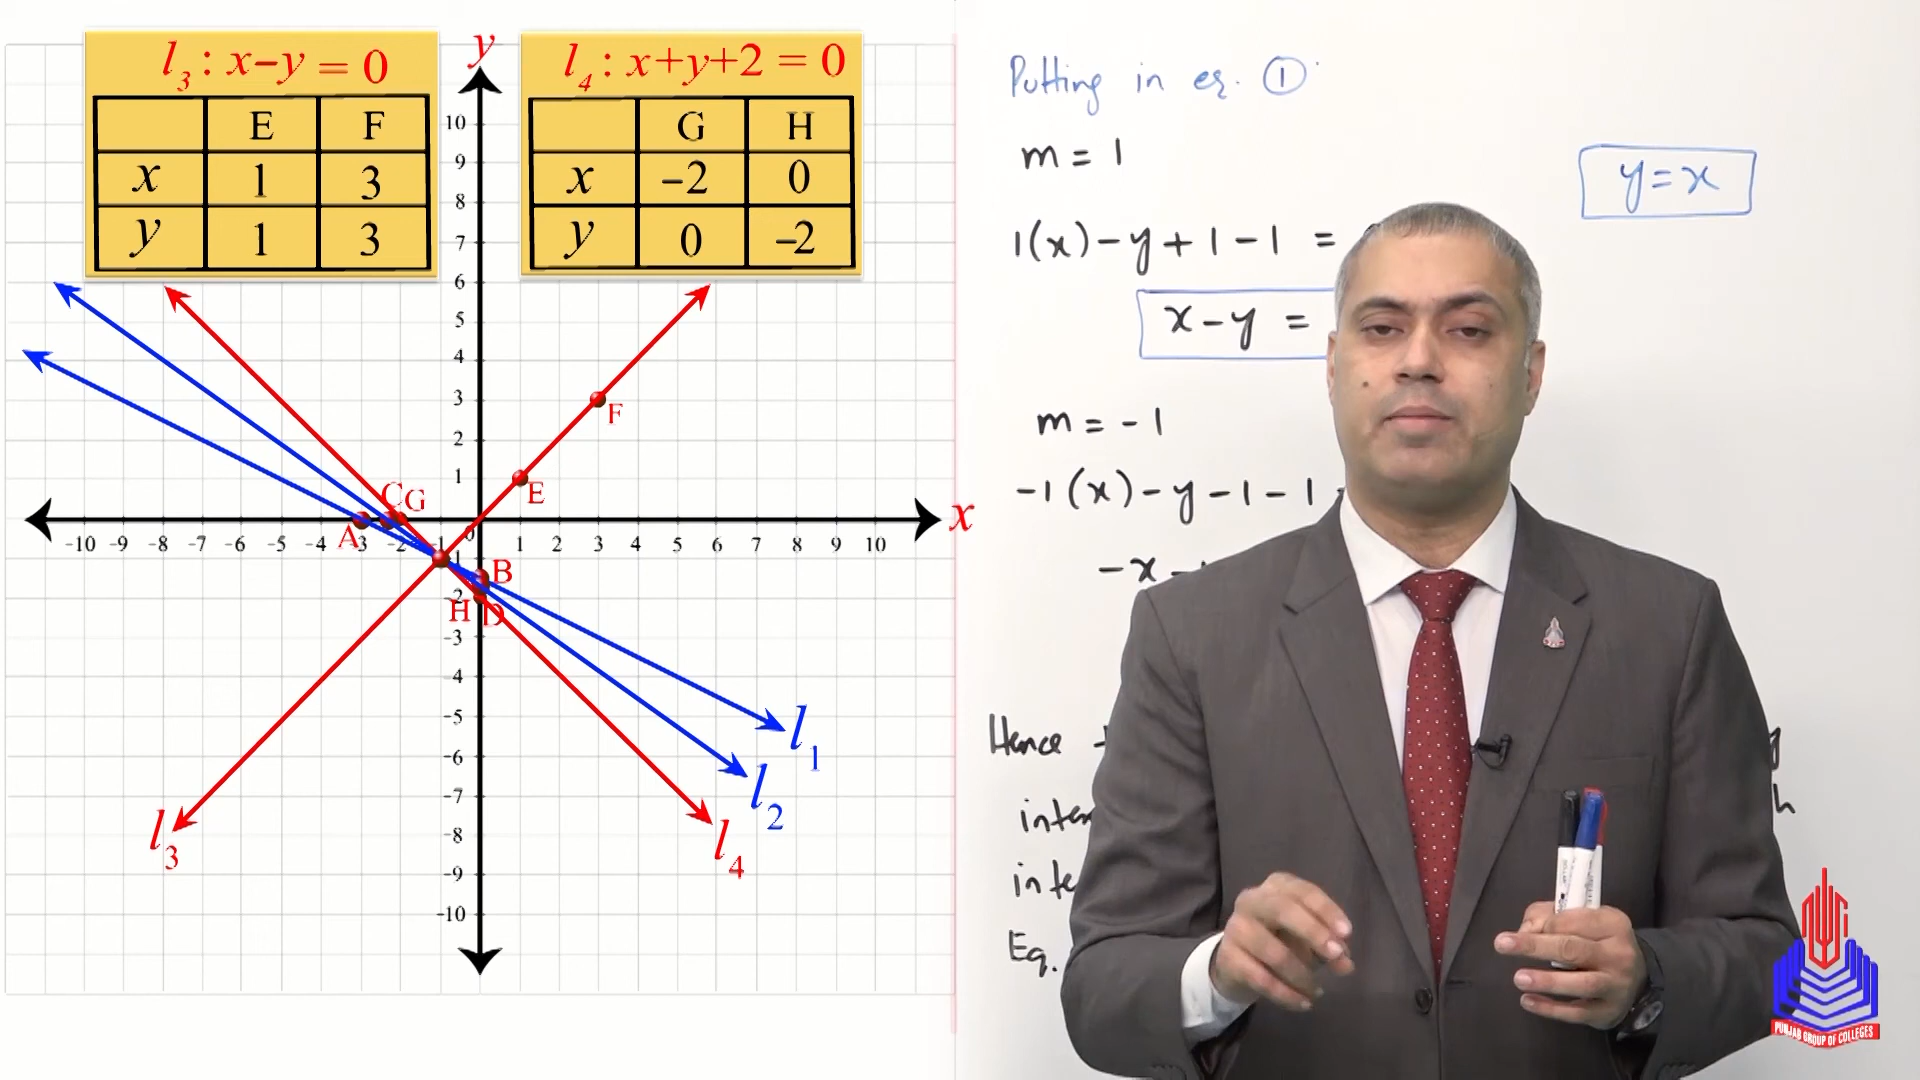 l3 : x−y = 0
E F
x 1 3
y 1 3
l4 : x+y+2 = 0
G H
x −2 0
y 0 −2
y
10
9
8
7
6
5
4
3
2
1
F
E
C G
A
x
-10 -9 -8 -7 -6 -5 -4 -3 -2 -1 0 1 2 3 4 5 6 7 8 9 10
B
-2
H D
-3
-4
-5
-6
-7
-8
-9
-10
l1
l2
l3
l4
Putting in eq. ①
m = 1
y = x
1(x) − y + 1 − 1 =
x − y =
m = - 1
-1 (x) - y - 1 - 1
- x -
Hence
Eq.
PUNJAB GROUP OF COLLEGES